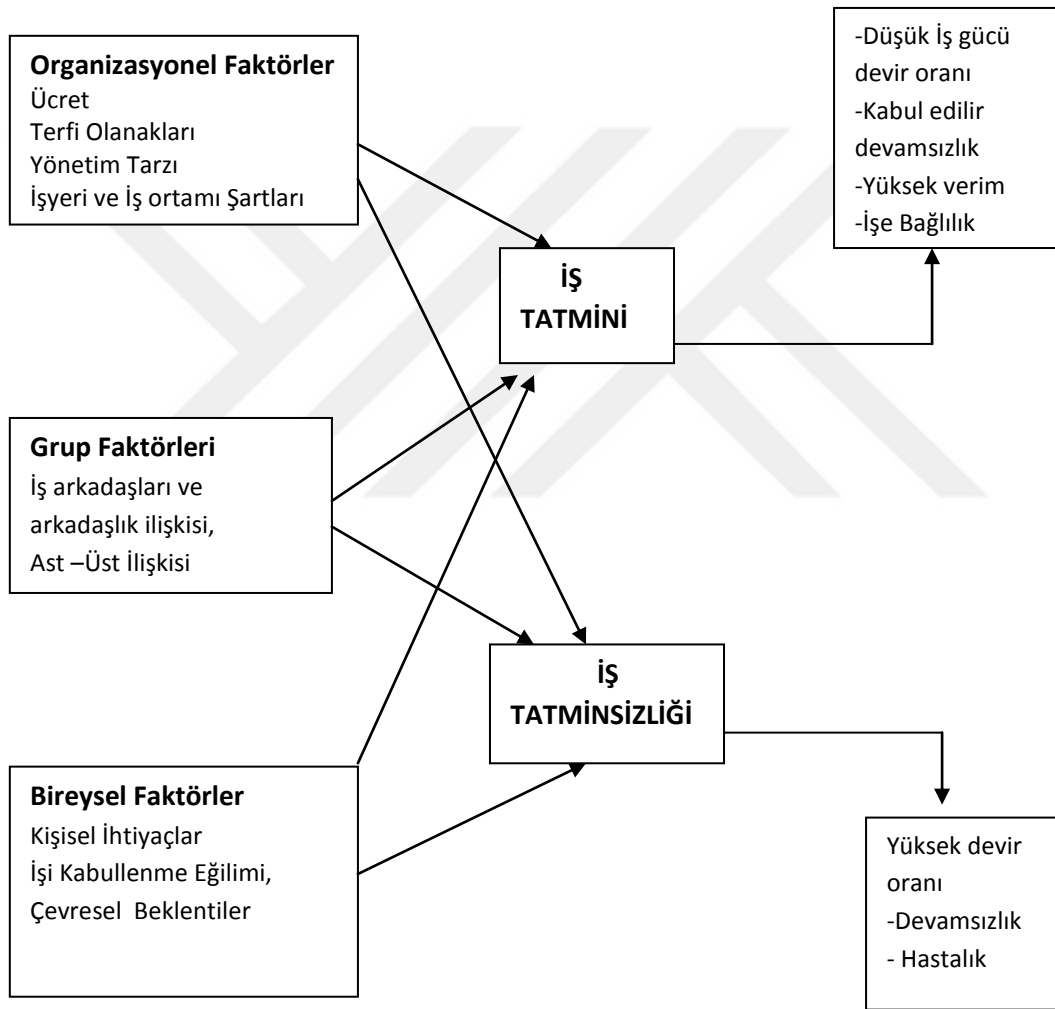 Organizasyonel Faktörler
Ücret
Terfi Olanakları
Yönetim Tarzı
İşyeri ve İş ortamı Şartları
-Düşük İş gücü
devir oranı
-Kabul edilir
devamsızlık
-Yüksek verim
-İşe Bağlılık
İŞ
TATMİNİ
Grup Faktörleri
İş arkadaşları ve
arkadaşlık ilişkisi,
Ast –Üst İlişkisi
İŞ
TATMİNSİZLİĞİ
Bireysel Faktörler
Kişisel İhtiyaçlar
İşi Kabullenme Eğilimi,
Çevresel  Beklentiler
Yüksek devir
oranı
-Devamsızlık
- Hastalık